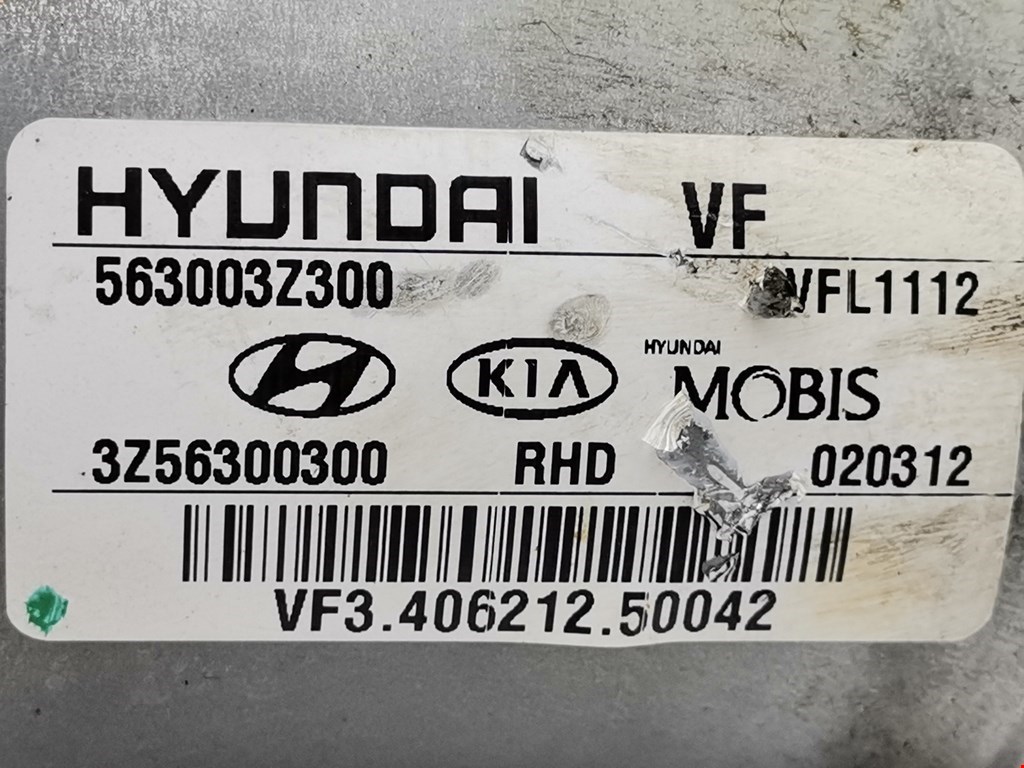 HYUNDAI VF
563003Z300 VFL1112
KIA HYUNDAI MOBIS
3Z56300300 RHD 020312
VF3.406212.50042